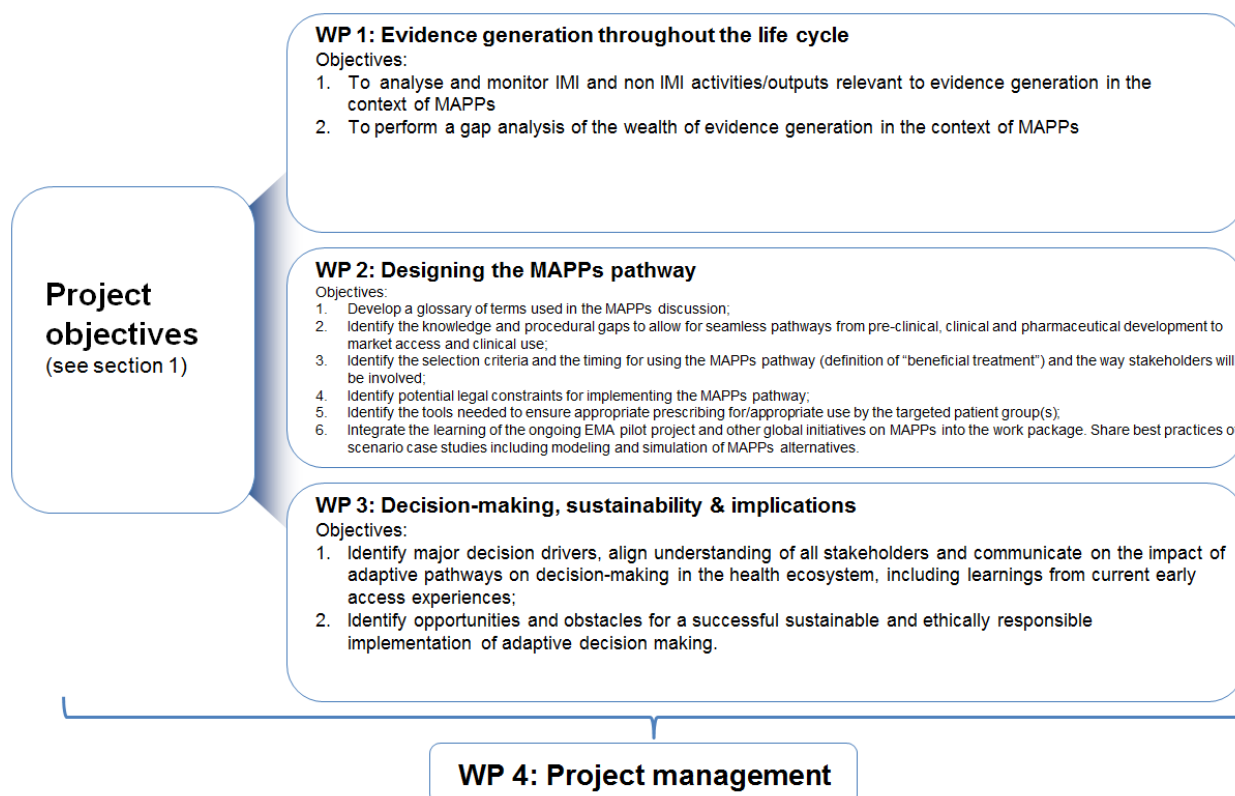 WP 1: Evidence generation throughout the life cycle
Objectives:
1. To analyse and monitor IMI and non IMI activities/outputs relevant to evidence generation in the
context of MAPPs
2. To perform a gap analysis of the wealth of evidence generation in the context of MAPPs
Project
objectives
(see section 1)
WP 2: Designing the MAPPs pathway
Objectives:
1. Develop a glossary of terms used in the MAPPs discussion;
2. Identify the knowledge and procedural gaps to allow for seamless pathways from pre-clinical, clinical and pharmaceutical development to
market access and clinical use;
3. Identify the selection criteria and the timing for using the MAPPs pathway (definition of “beneficial treatment”) and the way stakeholders will
be involved;
4. Identify potential legal constraints for implementing the MAPPs pathway;
5. Identify the tools needed to ensure appropriate prescribing for/appropriate use by the targeted patient group(s);
6. Integrate the learning of the ongoing EMA pilot project and other global initiatives on MAPPs into the work package. Share best practices
scenario case studies including modeling and simulation of MAPPs alternatives.
WP 3: Decision-making, sustainability & implications
Objectives:
1. Identify major decision drivers, align understanding of all stakeholders and communicate on the impact of
adaptive pathways on decision-making in the health ecosystem, including learnings from current early
access experiences;
2. Identify opportunities and obstacles for a successful sustainable and ethically responsible
implementation of adaptive decision making.
WP 4: Project management